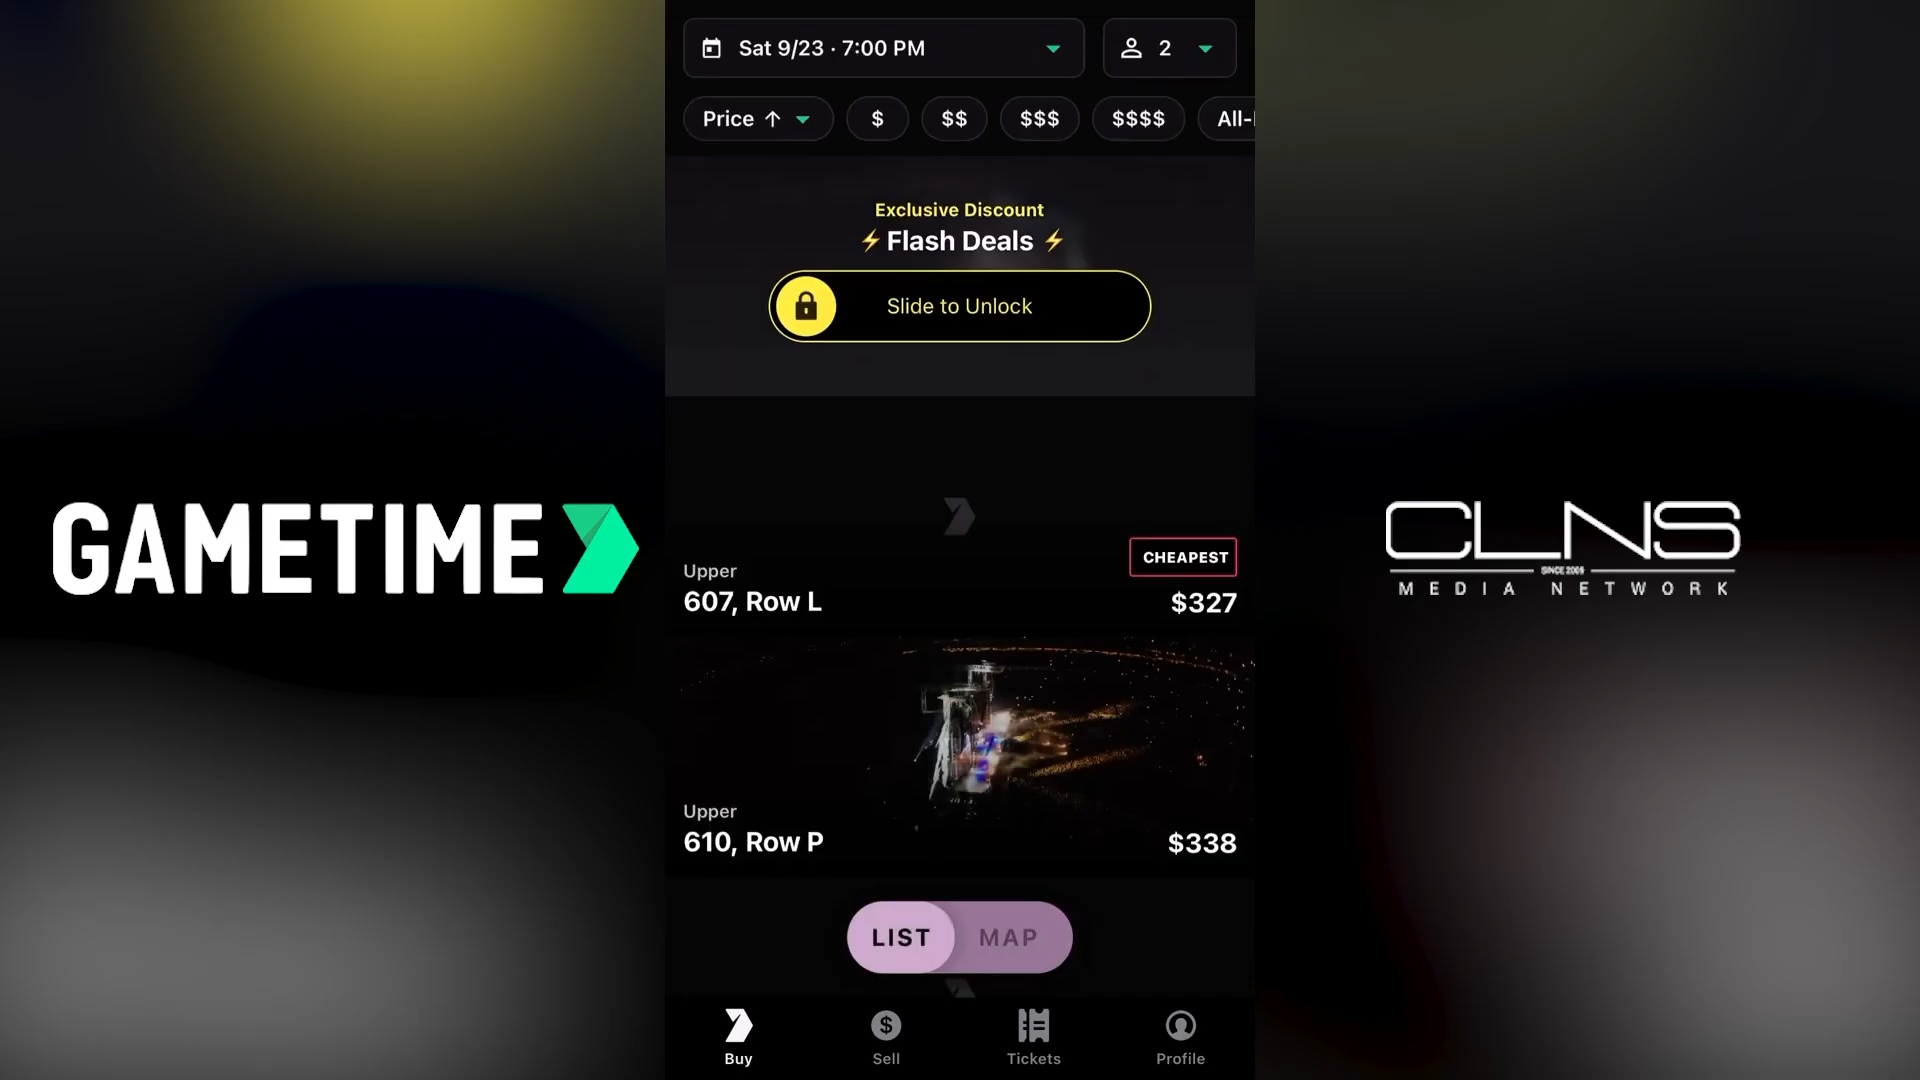 Sat 9/23 · 7:00 PM
2
Price ↑
$
$$
$$$
$$$$
All-
Exclusive Discount
⚡ Flash Deals ⚡
Slide to Unlock
GAMETIME
CLNS
SINCE 2009
MEDIA NETWORK
CHEAPEST
Upper
607, Row L
$327
Upper
610, Row P
$338
LIST
MAP
Buy
Sell
Tickets
Profile